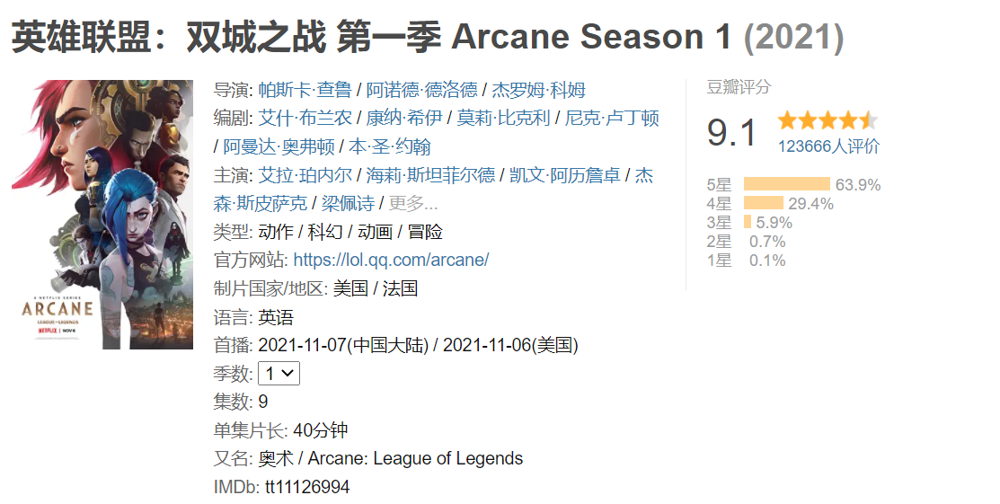 英雄联盟：双城之战 第一季 Arcane Season 1 (2021)
导演: 帕斯卡·查鲁 / 阿诺德·德洛德 / 杰罗姆·科姆
编剧: 艾什·布兰农 / 康纳·希伊 / 莫莉·比克利 / 尼克·卢丁顿
/ 阿曼达·奥弗顿 / 本·圣·约翰
主演: 艾拉·珀内尔 / 海莉·斯坦菲尔德 / 凯文·阿历詹卓 / 杰
森·斯皮萨克 / 梁佩诗 / 更多...
类型: 动作 / 科幻 / 动画 / 冒险
官方网站: https://lol.qq.com/arcane/
制片国家/地区: 美国 / 法国
语言: 英语
首播: 2021-11-07(中国大陆) / 2021-11-06(美国)
季数: 1
集数: 9
单集片长: 40分钟
又名: 奥术 / Arcane: League of Legends
IMDb: tt11126994
豆瓣评分
9.1
123666人评价
5星 63.9%
4星 29.4%
3星 5.9%
2星 0.7%
1星 0.1%
A NETFLIX SERIES
ARCANE
LEAGUE OF LEGENDS
NETFLIX | NOV 6